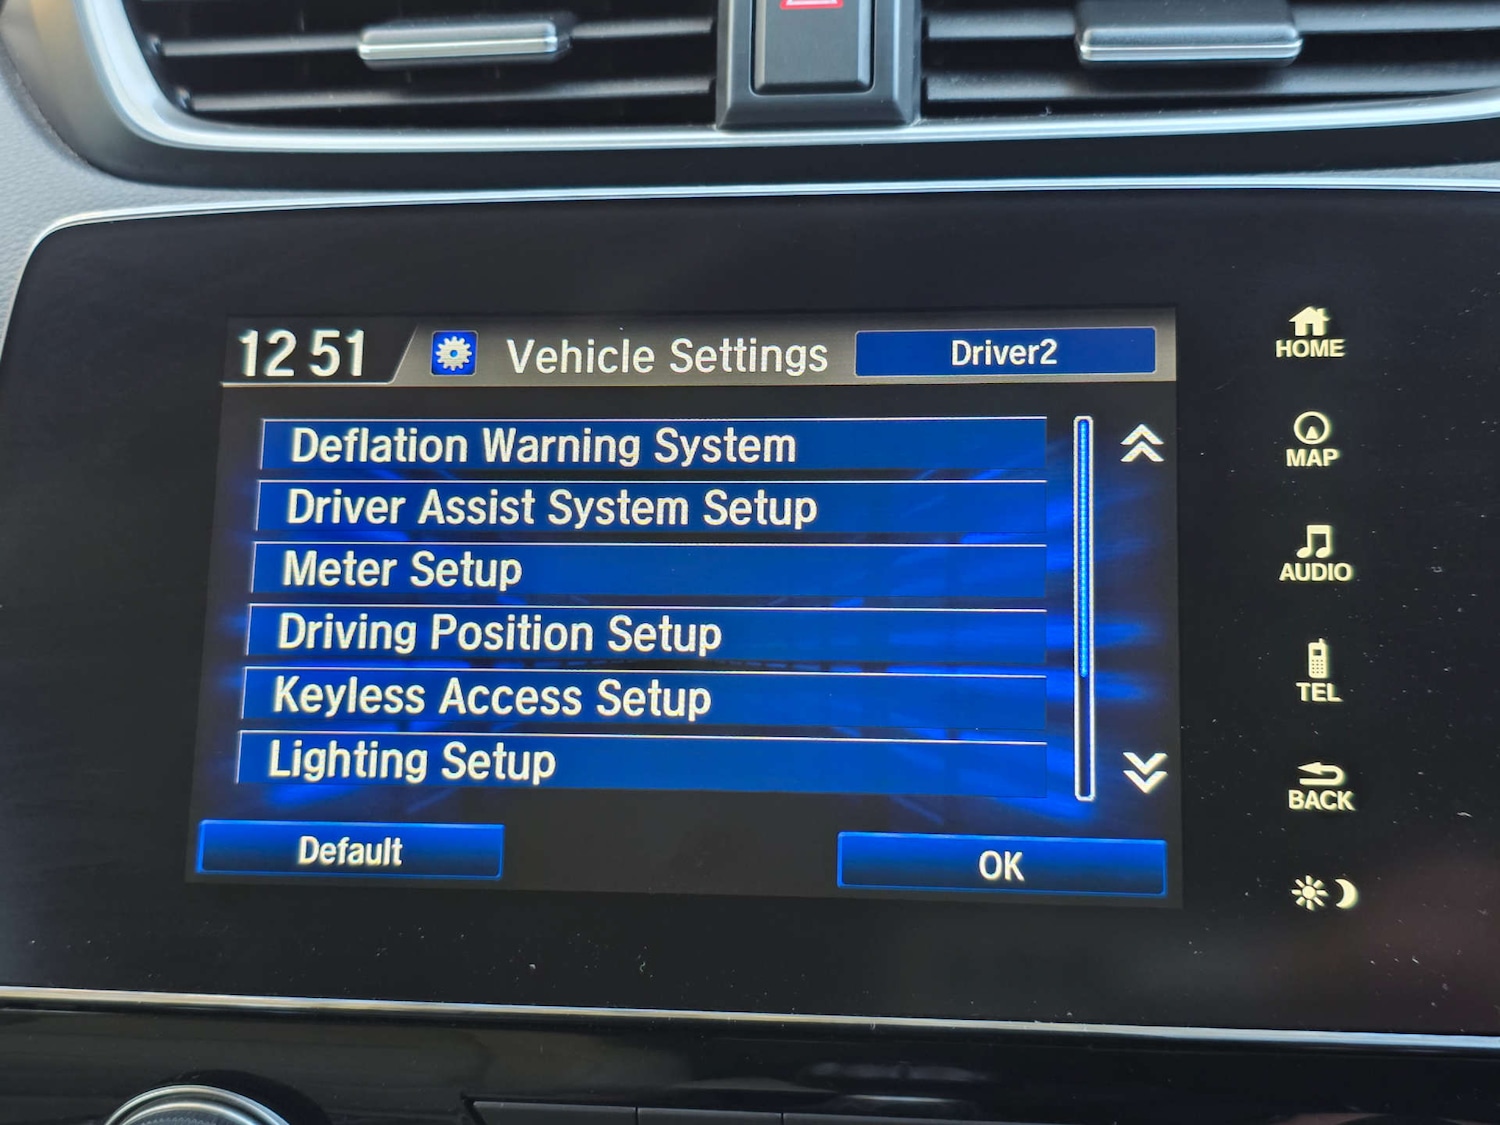 12 51 Vehicle Settings Driver2
Deflation Warning System
Driver Assist System Setup
Meter Setup
Driving Position Setup
Keyless Access Setup
Lighting Setup
Default OK
HOME
MAP
AUDIO
TEL
BACK